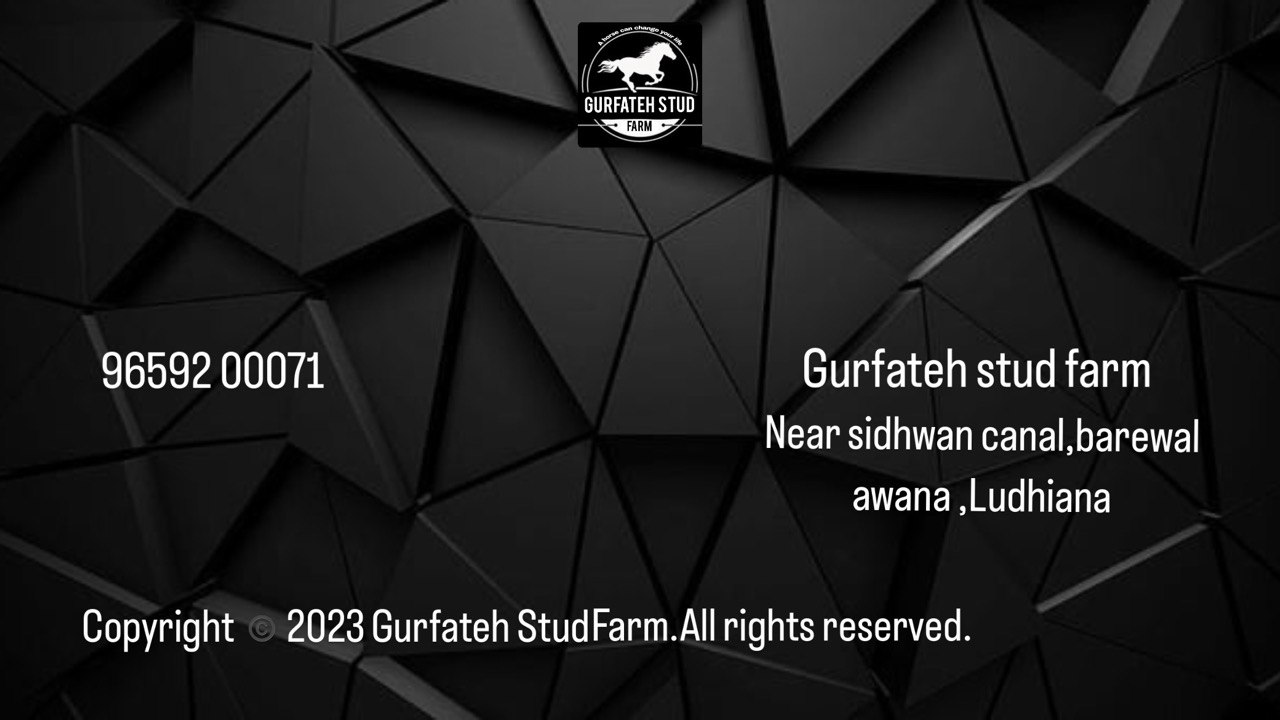 A horse can change your life
GURFATEH STUD
FARM
96592 00071
Gurfateh stud farm
Near sidhwan canal,barewal
awana ,Ludhiana
Copyright © 2023 Gurfateh StudFarm.All rights reserved.